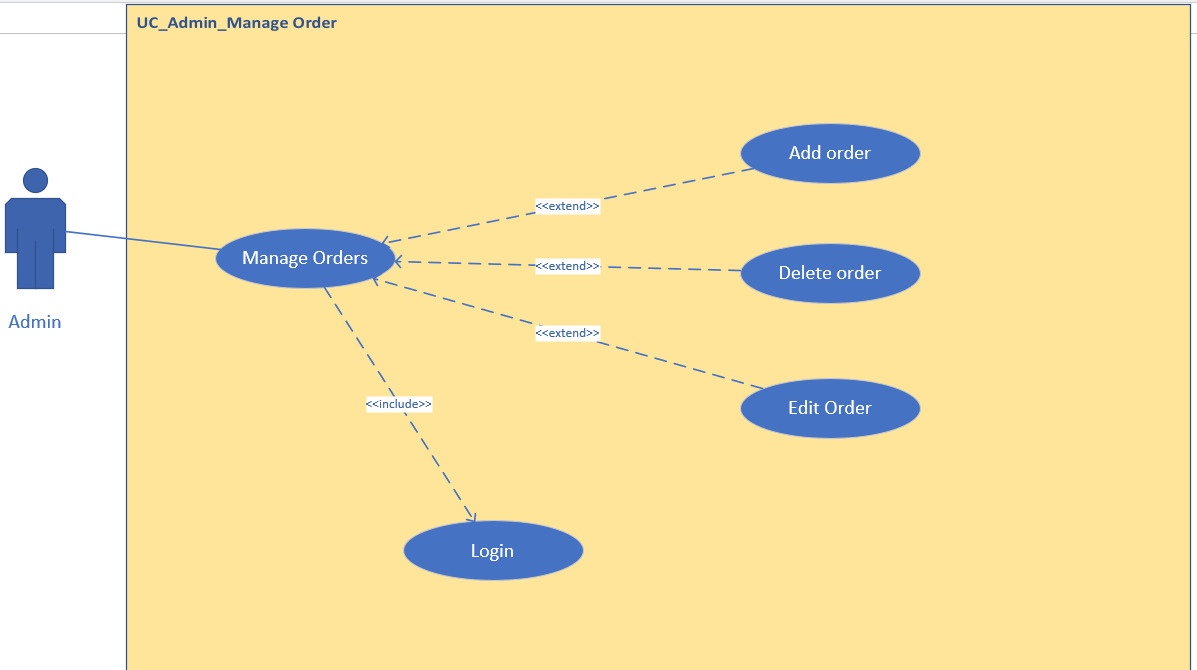 UC_Admin_Manage Order
Add order
<<extend>>
Manage Orders
<<extend>>
Delete order
Admin
<<extend>>
Edit Order
<<include>>
Login